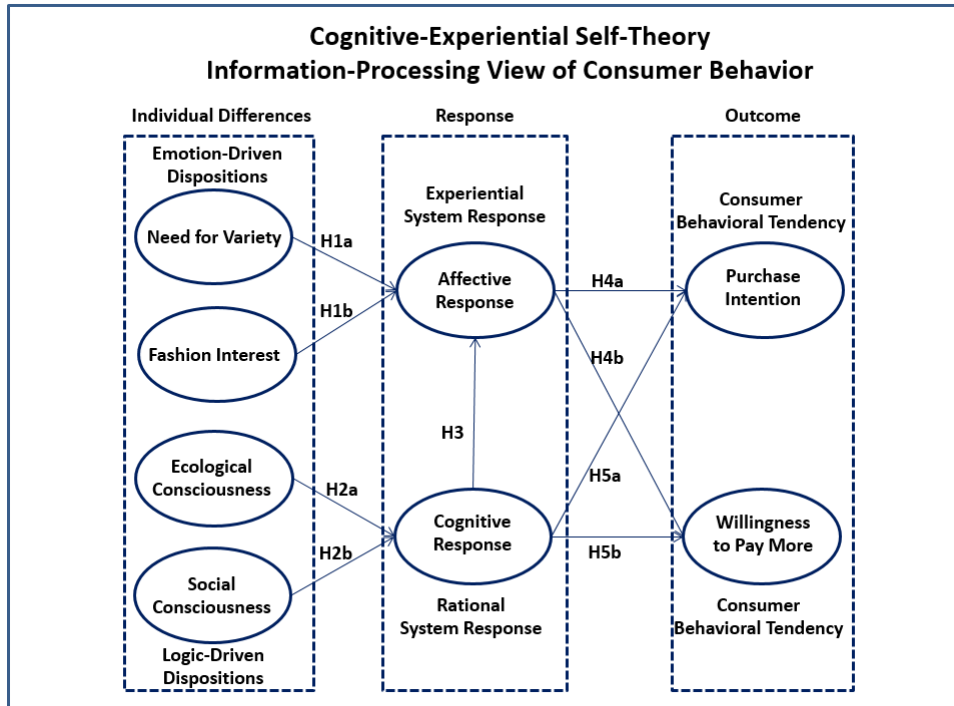 Cognitive-Experiential Self-Theory
Information-Processing View of Consumer Behavior
Individual Differences
Response
Outcome
Emotion-Driven
Dispositions
Need for Variety
Fashion Interest
Ecological
Consciousness
Social
Consciousness
Logic-Driven
Dispositions
H1a
H1b
H2a
H2b
Experiential
System Response
Affective
Response
H3
Cognitive
Response
Rational
System Response
H4a
H4b
H5a
H5b
Consumer
Behavioral Tendency
Purchase
Intention
Willingness
to Pay More
Consumer
Behavioral Tendency